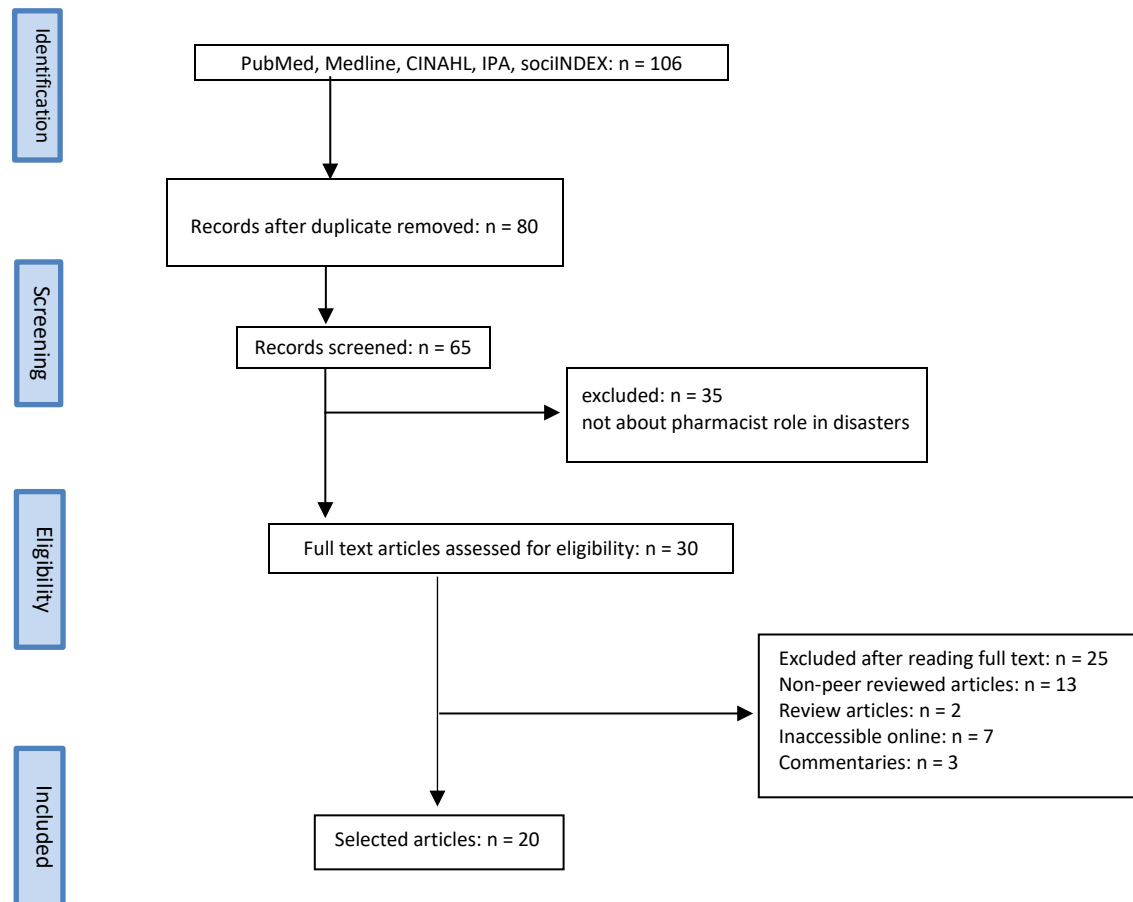 Identification
PubMed, Medline, CINAHL, IPA, sociINDEX: n = 106
Records after duplicate removed: n = 80
Screening
Records screened: n = 65
excluded: n = 35
not about pharmacist role in disasters
Eligibility
Full text articles assessed for eligibility: n = 30
Excluded after reading full text: n = 25
Non-peer reviewed articles: n = 13
Review articles: n = 2
Inaccessible online: n = 7
Commentaries: n = 3
Included
Selected articles: n = 20